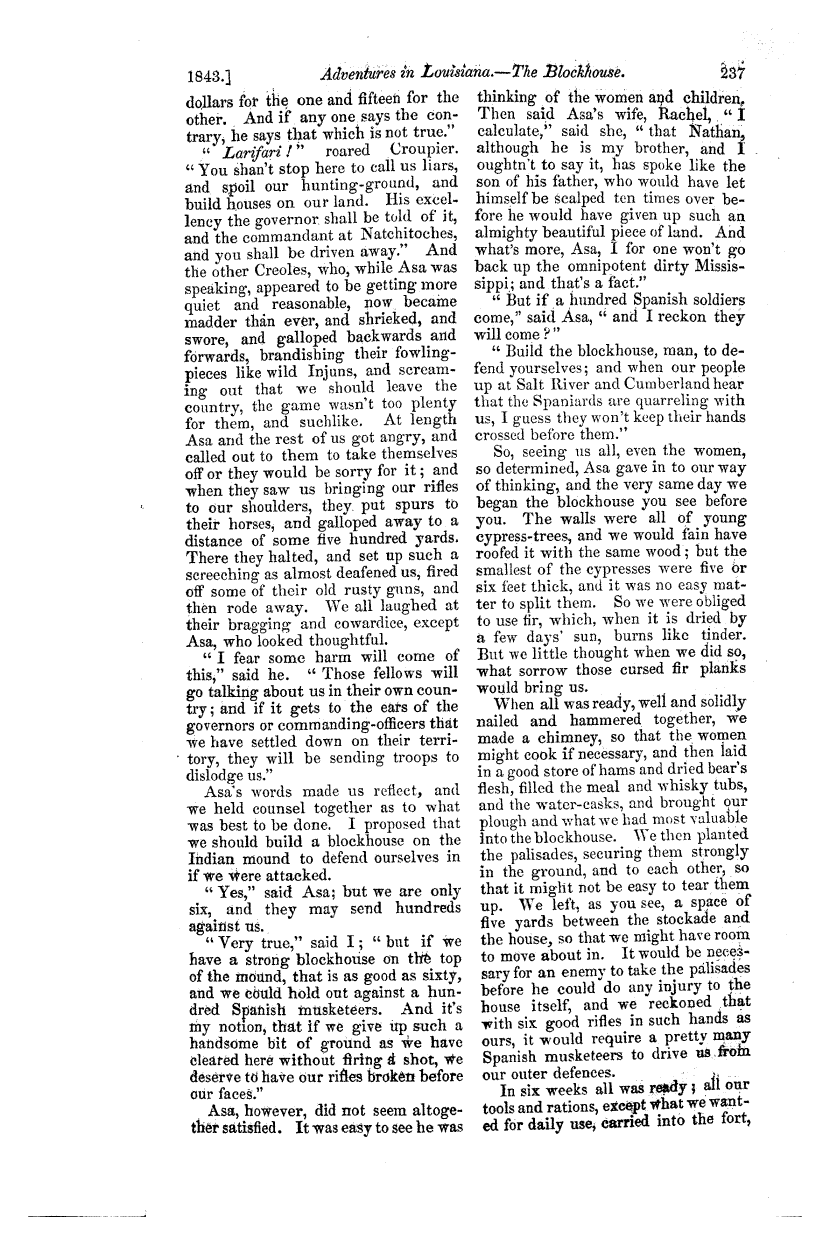 1843.] Adventures in Louisiana.—The Blockhouse. 237
dollars for the one and fifteen for the
other. And if any one says the con-
trary, he says that which is not true.”
“ Larifari ! ” roared Croupier.
“ You shan't stop here to call us liars,
and spoil our hunting-ground, and
build houses on our land. His excel-
lency the governor shall be told of it,
and the commandant at Natchitoches,
and you shall be driven away.” And
the other Creoles, who, while Asa was
speaking, appeared to be getting more
quiet and reasonable, now became
madder than ever, and shrieked, and
swore, and galloped backwards and
forwards, brandishing their fowling-
pieces like wild Injuns, and scream-
ing out that we should leave the
country, the game wasn't too plenty
for them, and suchlike. At length
Asa and the rest of us got angry, and
called out to them to take themselves
off or they would be sorry for it ; and
when they saw us bringing our rifles
to our shoulders, they put spurs to
their horses, and galloped away to a
distance of some five hundred yards.
There they halted, and set up such a
screeching as almost deafened us, fired
off some of their old rusty guns, and
then rode away. We all laughed at
their bragging and cowardice, except
Asa, who looked thoughtful.
“ I fear some harm will come of
this,” said he. “ Those fellows will
go talking about us in their own coun-
try ; and if it gets to the ears of the
governors or commanding-officers that
we have settled down on their terri-
tory, they will be sending troops to
dislodge us.”
Asa's words made us reflect, and
we held counsel together as to what
was best to be done. I proposed that
we should build a blockhouse on the
Indian mound to defend ourselves in
if we were attacked.
“ Yes,” said Asa; but we are only
six, and they may send hundreds
against us.
“ Very true,” said I ; “ but if we
have a strong blockhouse on the top
of the mound, that is as good as sixty,
and we could hold out against a hun-
dred Spanish musketeers. And it's
my notion, that if we give up such a
handsome bit of ground as we have
cleared here without firing a shot, we
deserve to have our rifles broken before
our faces.”
Asa, however, did not seem altoge-
ther satisfied. It was easy to see he was
thinking of the women and children.
Then said Asa's wife, Rachel, “ I
calculate,” said she, “ that Nathan,
although he is my brother, and I
oughtn't to say it, has spoke like the
son of his father, who would have let
himself be scalped ten times over be-
fore he would have given up such an
almighty beautiful piece of land. And
what's more, Asa, I for one won't go
back up the omnipotent dirty Missis-
sippi; and that's a fact.”
“ But if a hundred Spanish soldiers
come,” said Asa, “ and I reckon they
will come ? ”
“ Build the blockhouse, man, to de-
fend yourselves; and when our people
up at Salt River and Cumberland hear
that the Spaniards are quarreling with
us, I guess they won't keep their hands
crossed before them.”
So, seeing us all, even the women,
so determined, Asa gave in to our way
of thinking, and the very same day we
began the blockhouse you see before
you. The walls were all of young
cypress-trees, and we would fain have
roofed it with the same wood ; but the
smallest of the cypresses were five or
six feet thick, and it was no easy mat-
ter to split them. So we were obliged
to use fir, which, when it is dried by
a few days' sun, burns like tinder.
But we little thought when we did so,
what sorrow those cursed fir planks
would bring us.
When all was ready, well and solidly
nailed and hammered together, we
made a chimney, so that the women
might cook if necessary, and then laid
in a good store of hams and dried bear's
flesh, filled the meal and whisky tubs,
and the water-casks, and brought our
plough and what we had most valuable
into the blockhouse. We then planted
the palisades, securing them strongly
in the ground, and to each other, so
that it might not be easy to tear them
up. We left, as you see, a space of
five yards between the stockade and
the house, so that we might have room
to move about in. It would be neces-
sary for an enemy to take the palisades
before he could do any injury to the
house itself, and we reckoned that
with six good rifles in such hands as
ours, it would require a pretty many
Spanish musketeers to drive us from
our outer defences.
In six weeks all was ready ; all our
tools and rations, except what we want-
ed for daily use, carried into the fort,